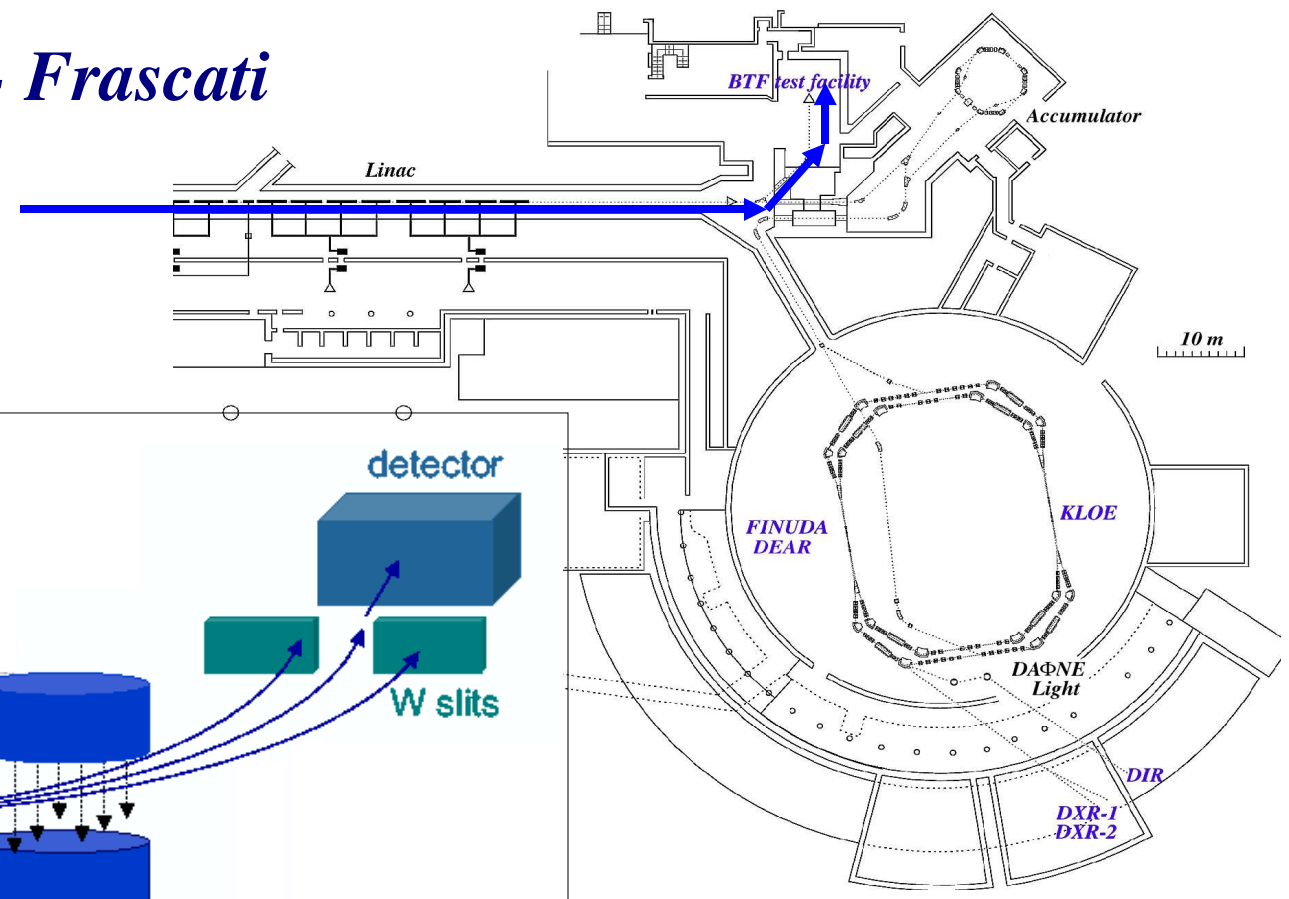 - Frascati
BTF test facility
Accumulator
Linac
10 m
detector
KLOE
FINUDA
DEAR
W slits
DAΦNE
Light
DIR
DXR-1
DXR-2